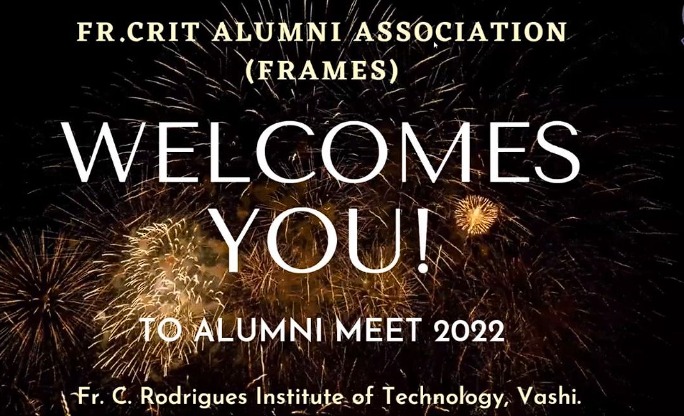 FR.CRIT ALUMNI ASSOCIATION
(FRAMES)
WELCOMES
YOU!
TO ALUMNI MEET 2022
Fr. C. Rodrigues Institute of Technology, Vashi.